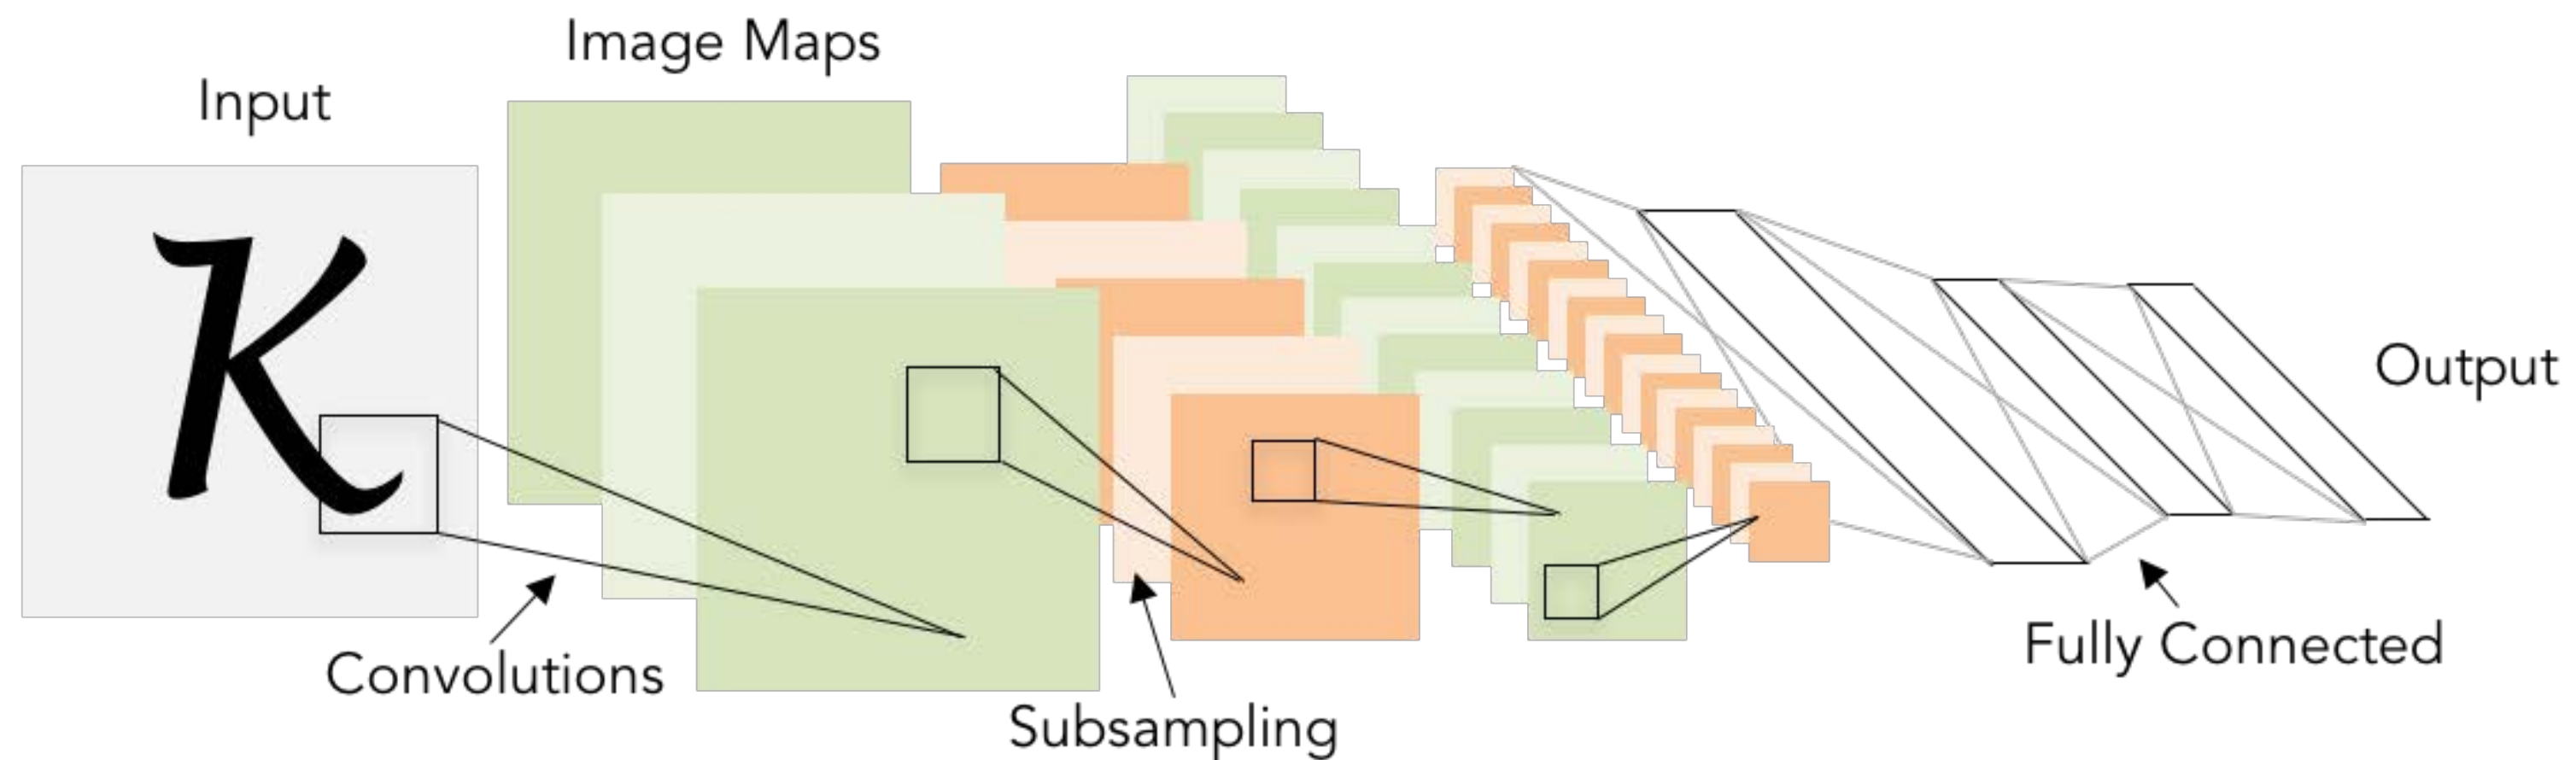 Image Maps
Input
K
Output
Convolutions
Fully Connected
Subsampling